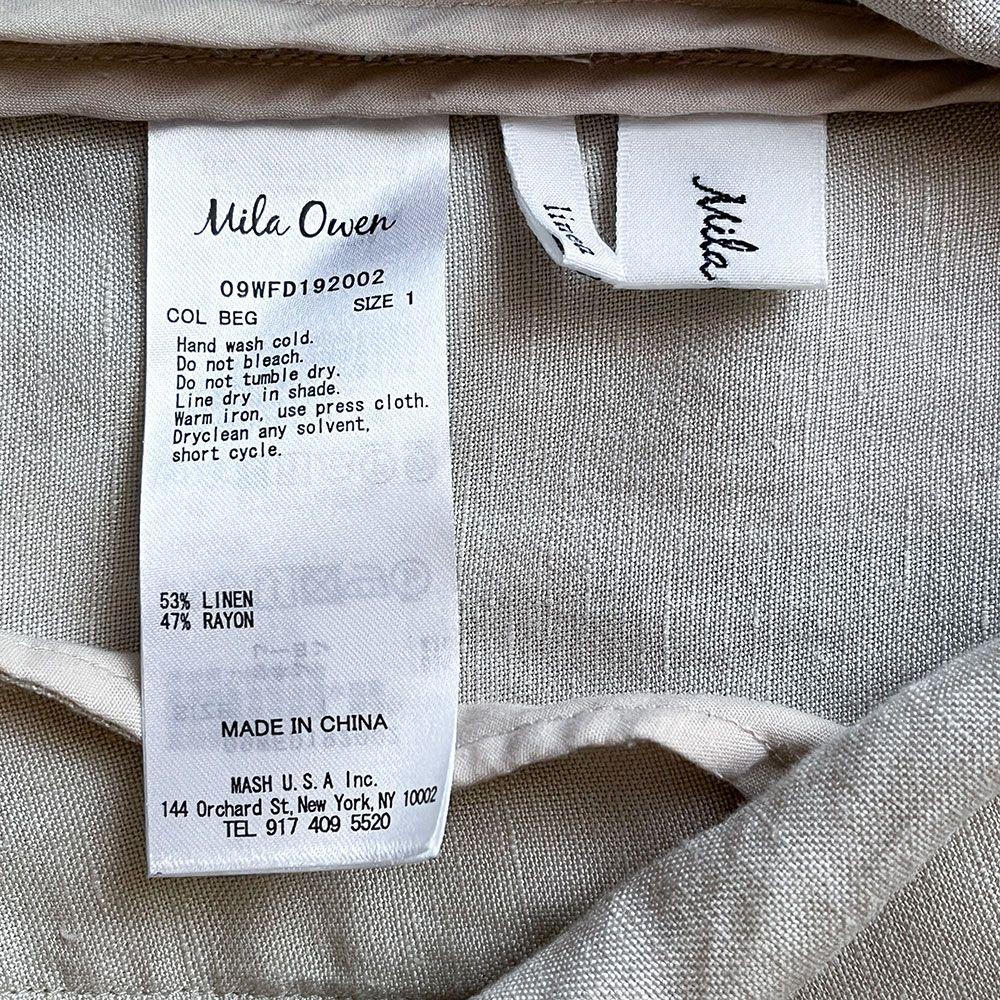 Mila Owen
09WFD192002
COL BEG SIZE 1
Hand wash cold.
Do not bleach.
Do not tumble dry.
Line dry in shade.
Warm iron, use press cloth.
Dryclean any solvent,
short cycle.
53% LINEN
47% RAYON
MADE IN CHINA
MASH U.S.A Inc.
144 Orchard St, New York, NY 10002
TEL 917 409 5520
linen
Mila